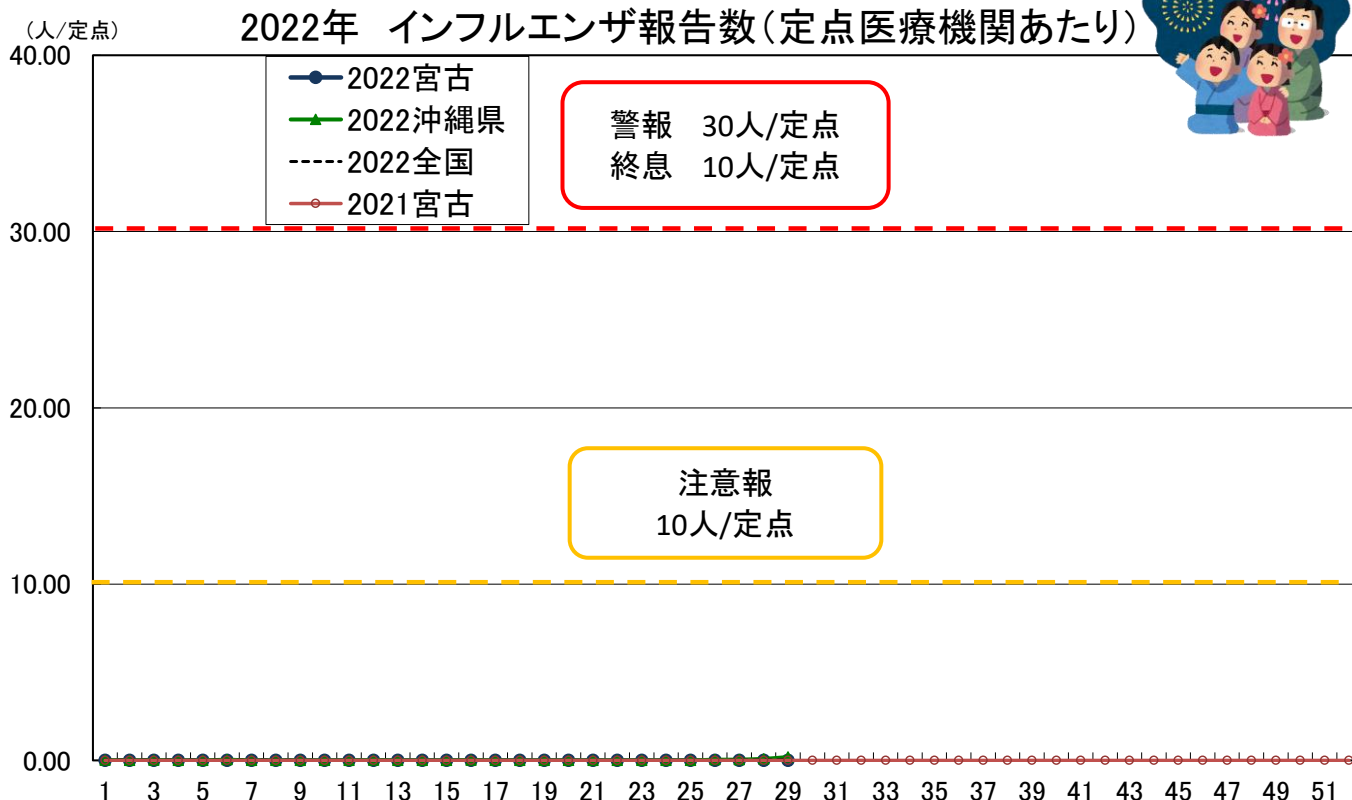 (人/定点)
2022年 インフルエンザ報告数(定点医療機関あたり)
40.00
2022宮古
2022沖縄県
2022全国
2021宮古
警報 30人/定点
終息 10人/定点
30.00
20.00
注意報
10人/定点
10.00
0.00
1 3 5 7 9 11 13 15 17 19 21 23 25 27 29 31 33 35 37 39 41 43 45 47 49 51